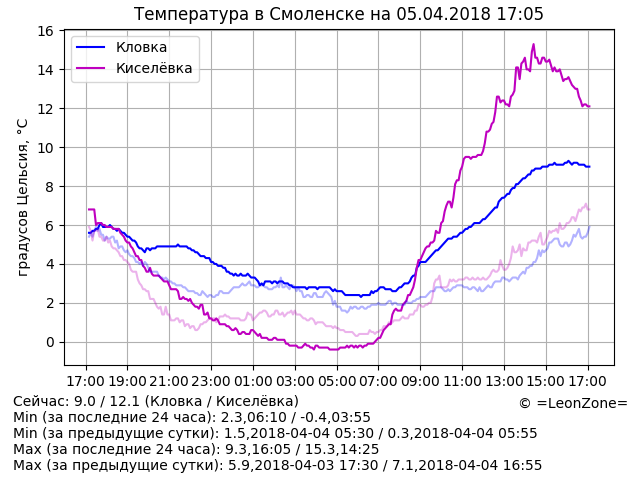 Температура в Смоленске на 05.04.2018 17:05
Кловка
Киселёвка
градусов Цельсия, °C
16
14
12
10
8
6
4
2
0
17:00 19:00 21:00 23:00 01:00 03:00 05:00 07:00 09:00 11:00 13:00 15:00 17:00
Сейчас: 9.0 / 12.1 (Кловка / Киселёвка)
© =LeonZone=
Min (за последние 24 часа): 2.3,06:10 / -0.4,03:55
Min (за предыдущие сутки): 1.5,2018-04-04 05:30 / 0.3,2018-04-04 05:55
Max (за последние 24 часа): 9.3,16:05 / 15.3,14:25
Max (за предыдущие сутки): 5.9,2018-04-03 17:30 / 7.1,2018-04-04 16:55